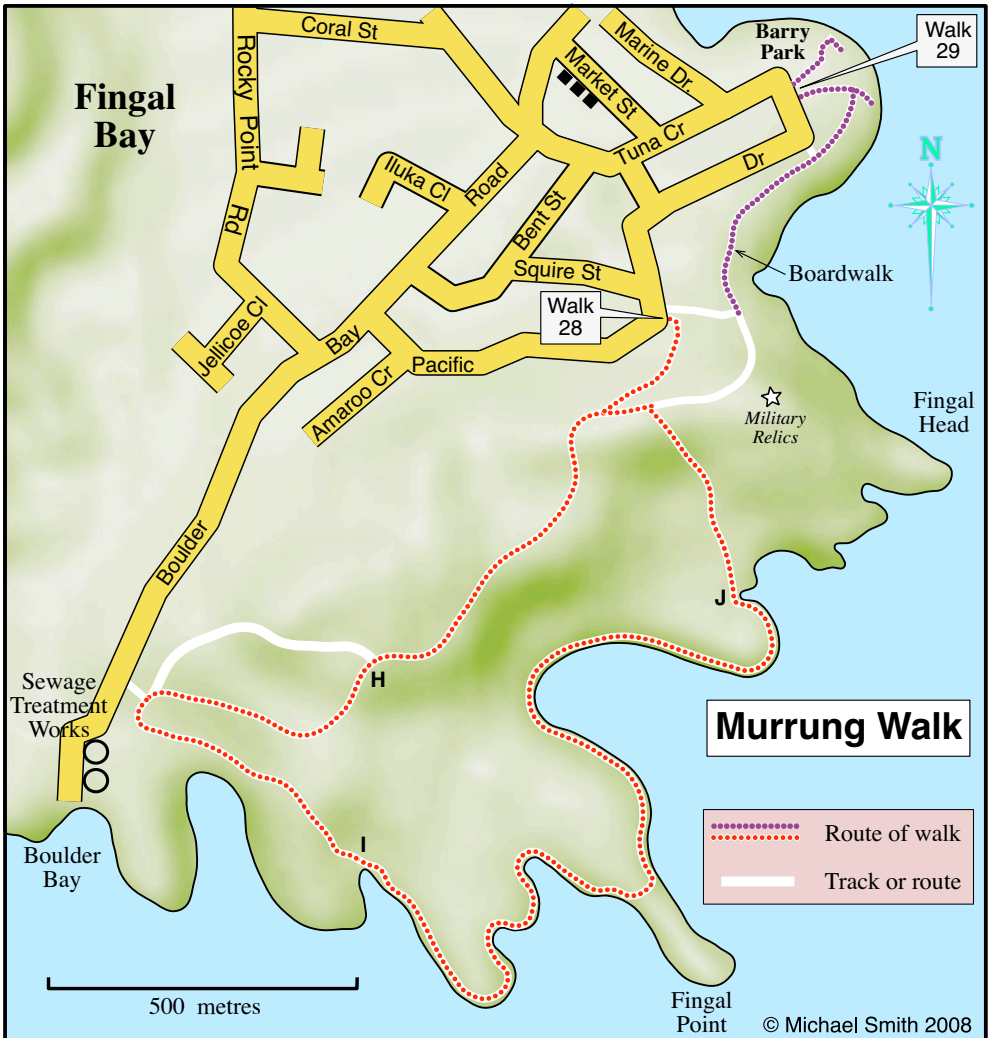 Coral St
Rocky Point
Rd
Fingal
Bay
Market St
Marine Dr.
Barry
Park
Walk
29
Tuna Cr
Dr
Iluka Cl
Road
Bent St
Squire St
N
Boardwalk
Walk
28
Jellicoe Cl
Bay
Pacific
Amaroo Cr
Military
Relics
Fingal
Head
Boulder
J
H
Sewage
Treatment
Works
Murrung Walk
Route of walk
Track or route
I
Boulder
Bay
500 metres
Fingal
Point
© Michael Smith 2008